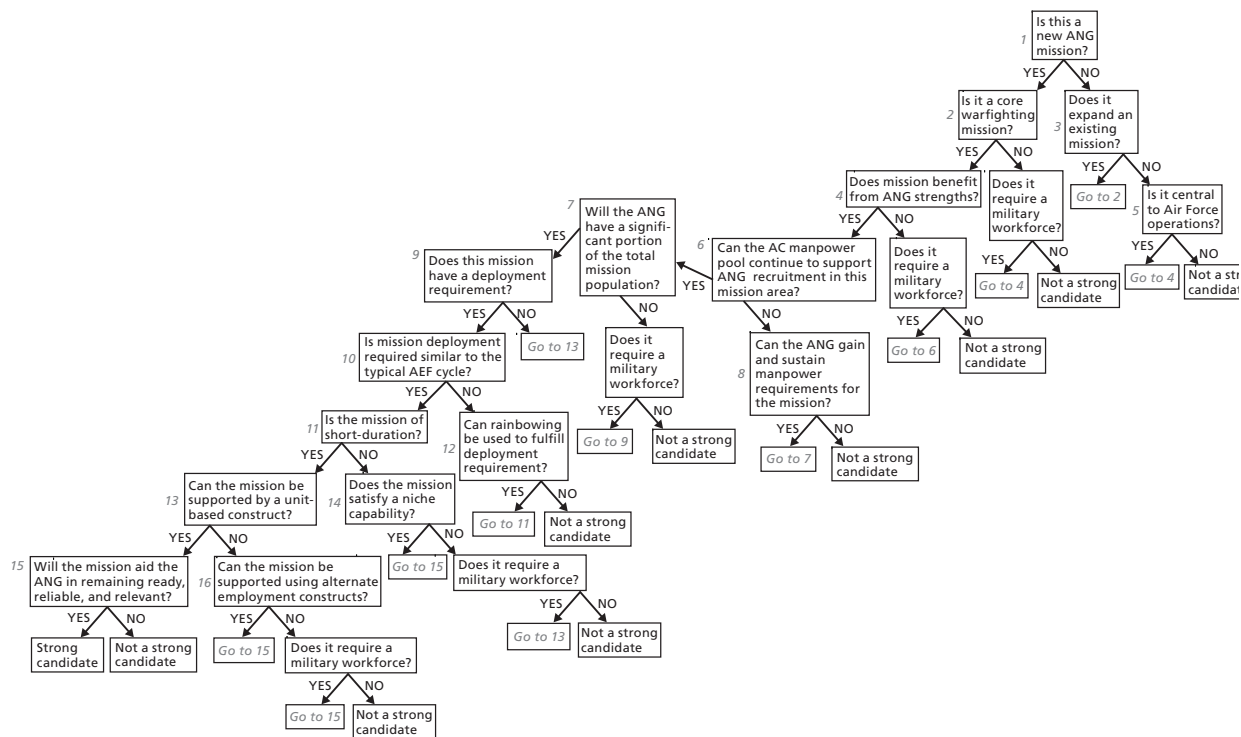 1
Is this a
new ANG
mission?
YES
NO
2
Is it a core
warfighting
mission?
3
Does it
expand an
existing
mission?
YES
NO
YES
NO
4
Does mission benefit
from ANG strengths?
Does it
require a
military
workforce?
Go to 2
5
Is it central
to Air Force
operations?
YES
NO
YES
NO
YES
NO
6
Can the AC manpower
pool continue to support
ANG recruitment in this
mission area?
Does it
require a
military
workforce?
Go to 4
Not a strong
candidate
Go to 4
Not a
YES
NO
YES
NO
7
Will the ANG
have a signifi-
cant portion
of the total
mission
population?
8
Can the ANG gain
and sustain
manpower
requirements for
the mission?
Go to 6
Not a strong
candidate
YES
NO
YES
NO
9
Does this mission
have a deployment
requirement?
Does it
require a
military
workforce?
Go to 7
Not a strong
candidate
YES
NO
YES
NO
10
Is mission deployment
required similar to the
typical AEF cycle?
Go to 13
Go to 9
Not a strong
candidate
YES
NO
11
Is the mission of
short-duration?
12
Can rainbowing
be used to fulfill
deployment
requirement?
YES
NO
YES
NO
13
Can the mission be
supported by a unit-
based construct?
14
Does the mission
satisfy a niche
capability?
Go to 11
Not a strong
candidate
YES
NO
YES
NO
15
Will the mission aid
the ANG in remaining ready,
reliable, and relevant?
16
Can the mission be
supported using alternate
employment constructs?
Go to 15
Does it require a
military workforce?
YES
NO
YES
NO
YES
NO
Strong
candidate
Not a strong
candidate
Go to 15
Does it require a
military workforce?
Go to 13
Not a strong
candidate
YES
NO
Go to 15
Not a strong
candidate